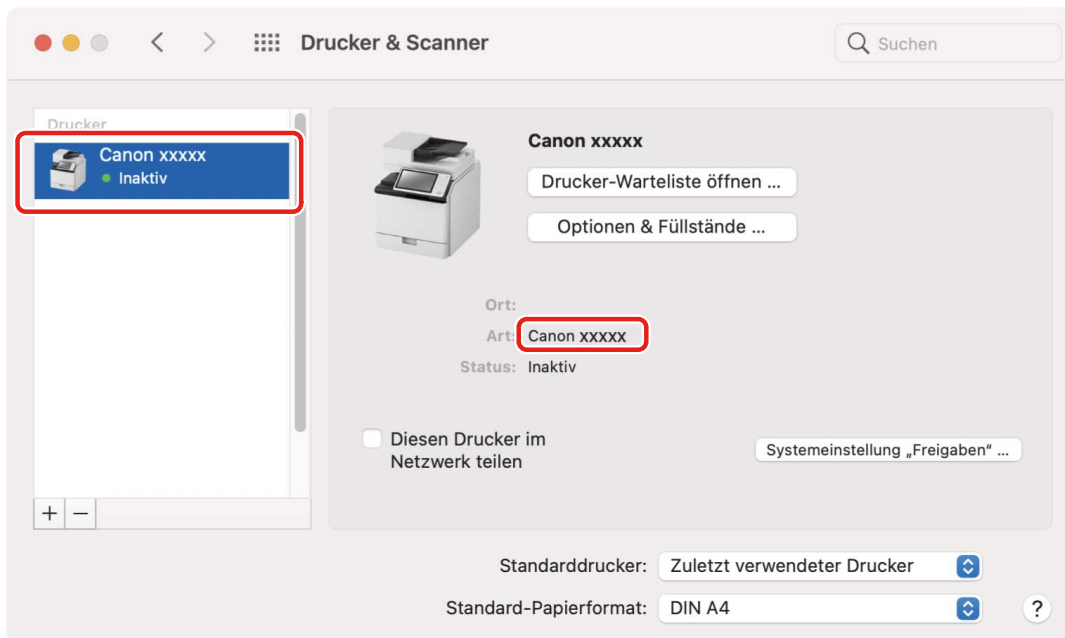 Drucker & Scanner
Suchen
Drucker
Canon xxxxx
Inaktiv
Canon xxxxx
Drucker-Warteliste öffnen ...
Optionen & Füllstände ...
Ort:
Art: Canon xxxxx
Status: Inaktiv
Diesen Drucker im
Netzwerk teilen
Systemeinstellung „Freigaben“ ...
+ −
Standarddrucker: Zuletzt verwendeter Drucker
Standard-Papierformat: DIN A4
?